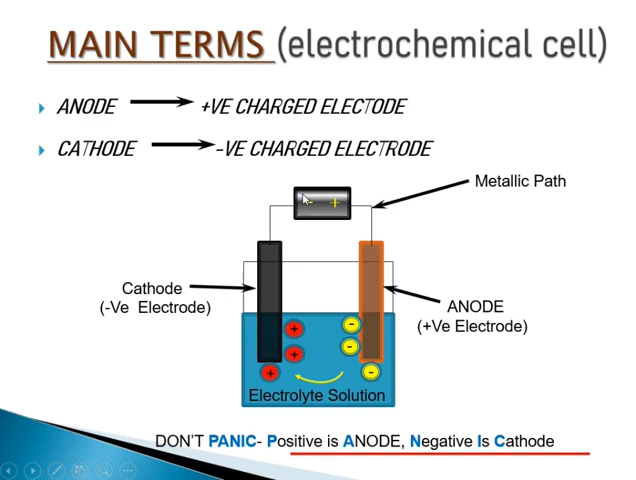 MAIN TERMS (electrochemical cell)
ANODE +VE CHARGED ELECTODE
CATHODE -VE CHARGED ELECTRODE
Metallic Path
- +
Cathode
(-Ve Electrode)
ANODE
(+Ve Electrode)
+ -
+ -
+ -
Electrolyte Solution
DON'T PANIC- Positive is ANODE, Negative Is Cathode